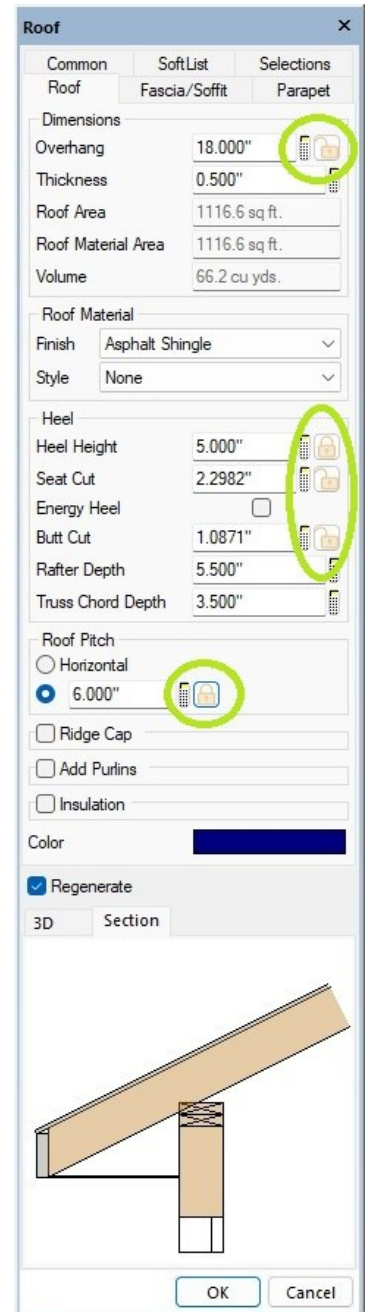 Roof ×
Common SoftList Selections
Roof Fascia/Soffit Parapet
Dimensions
Overhang 18.000"
Thickness 0.500"
Roof Area 1116.6 sq ft.
Roof Material Area 1116.6 sq ft.
Volume 66.2 cu yds.
Roof Material
Finish Asphalt Shingle
Style None
Heel
Heel Height 5.000"
Seat Cut 2.2982"
Energy Heel
Butt Cut 1.0871"
Rafter Depth 5.500"
Truss Chord Depth 3.500"
Roof Pitch
Horizontal
6.000"
Ridge Cap
Add Purlins
Insulation
Color
Regenerate
3D Section
OK Cancel